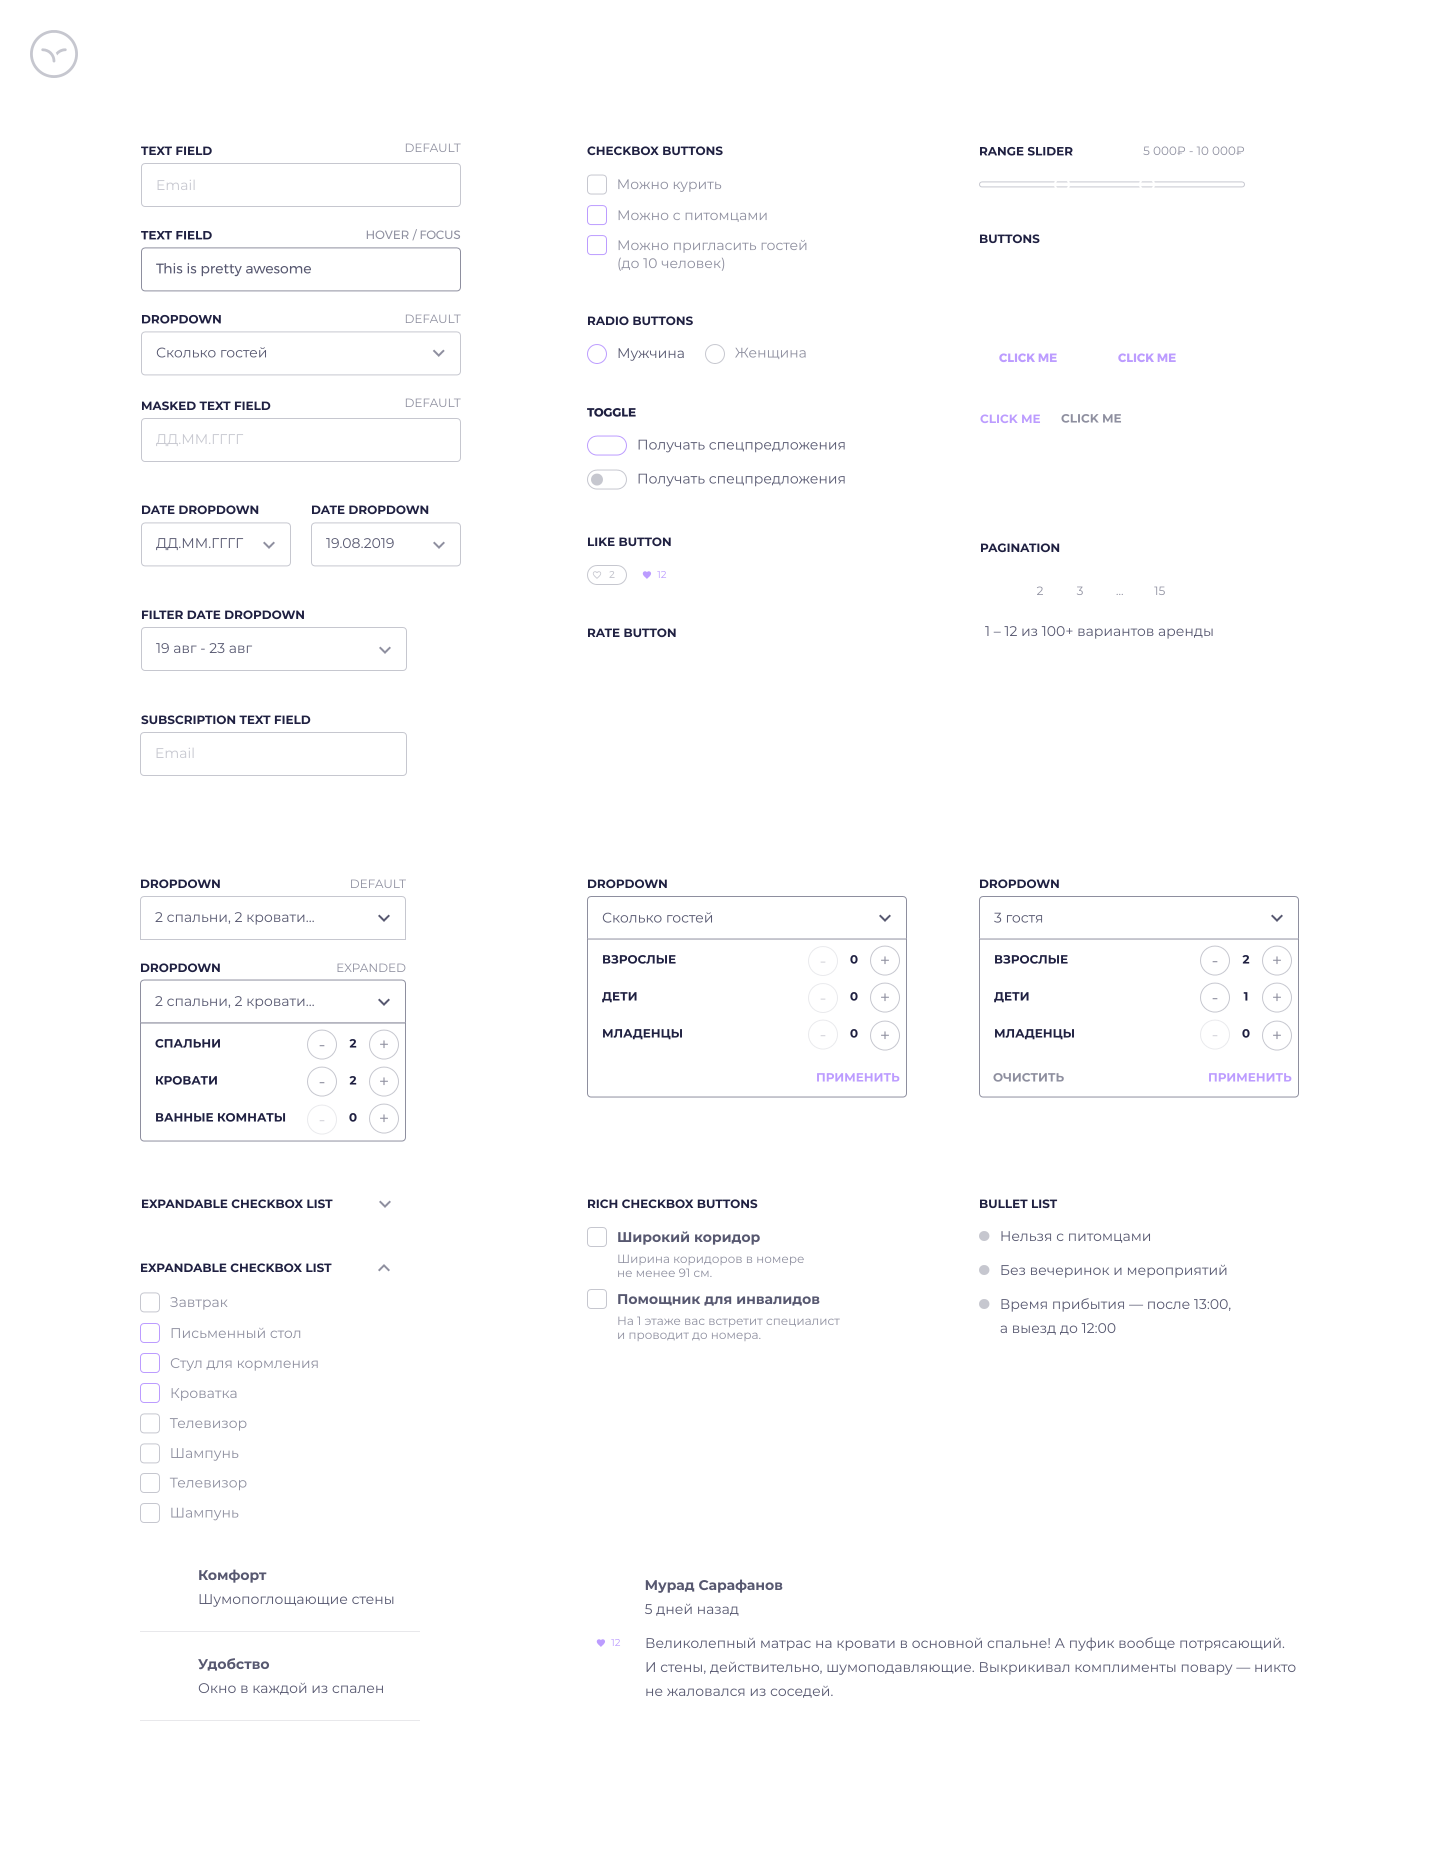 TEXT FIELD
DEFAULT
Email
TEXT FIELD
HOVER / FOCUS
This is pretty awesome
DROPDOWN
DEFAULT
Сколько гостей
MASKED TEXT FIELD
DEFAULT
ДД.ММ.ГГГГ
DATE DROPDOWN
ДД.ММ.ГГГГ
DATE DROPDOWN
19.08.2019
FILTER DATE DROPDOWN
19 авг - 23 авг
SUBSCRIPTION TEXT FIELD
Email
CHECKBOX BUTTONS
Можно курить
Можно с питомцами
Можно пригласить гостей
(до 10 человек)
RADIO BUTTONS
Мужчина
Женщина
TOGGLE
Получать спецпредложения
Получать спецпредложения
LIKE BUTTON
2
12
RATE BUTTON
RANGE SLIDER
5 000₽ - 10 000₽
BUTTONS
CLICK ME
CLICK ME
CLICK ME
CLICK ME
PAGINATION
2 3 ... 15
1 – 12 из 100+ вариантов аренды
DROPDOWN
DEFAULT
2 спальни, 2 кровати...
DROPDOWN
EXPANDED
2 спальни, 2 кровати...
СПАЛЬНИ - 2 +
КРОВАТИ - 2 +
ВАННЫЕ КОМНАТЫ - 0 +
DROPDOWN
Сколько гостей
ВЗРОСЛЫЕ - 0 +
ДЕТИ - 0 +
МЛАДЕНЦЫ - 0 +
ПРИМЕНИТЬ
DROPDOWN
3 гостя
ВЗРОСЛЫЕ - 2 +
ДЕТИ - 1 +
МЛАДЕНЦЫ - 0 +
ОЧИСТИТЬ
ПРИМЕНИТЬ
EXPANDABLE CHECKBOX LIST
EXPANDABLE CHECKBOX LIST
Завтрак
Письменный стол
Стул для кормления
Кроватка
Телевизор
Шампунь
Телевизор
Шампунь
RICH CHECKBOX BUTTONS
Широкий коридор
Ширина коридоров в номере
не менее 91 см.
Помощник для инвалидов
На 1 этаже вас встретит специалист
и проводит до номера.
BULLET LIST
Нельзя с питомцами
Без вечеринок и мероприятий
Время прибытия — после 13:00,
а выезд до 12:00
Комфорт
Шумопоглощающие стены
Удобство
Окно в каждой из спален
Мурад Сарафанов
5 дней назад
12
Великолепный матрас на кровати в основной спальне! А пуфик вообще потрясающий.
И стены, действительно, шумоподавляющие. Выкрикивал комплименты повару — никто
не жаловался из соседей.